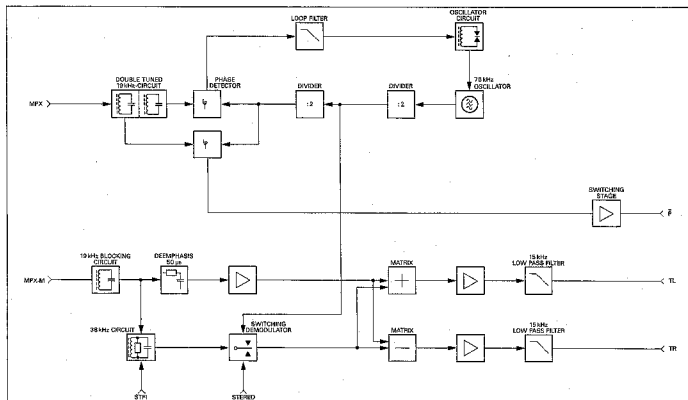 LOOP FILTER
OSCILLATOR
CIRCUIT
DOUBLE TUNED
19 kHz-CIRCUIT
PHASE
DETECTOR
DIVIDER
DIVIDER
76 kHz
OSCILLATOR
MPX
φ
:2
:2
φ
SWITCHING
STAGE
P̄
19 kHz BLOCKING
CIRCUIT
DEEMPHASIS
50 µs
MATRIX
15 kHz
LOW PASS FILTER
MPX-M
+
TL
38 kHz CIRCUIT
SWITCHING
DEMODULATOR
MATRIX
15 kHz
LOW PASS FILTER
—
TR
STFI
STEREO